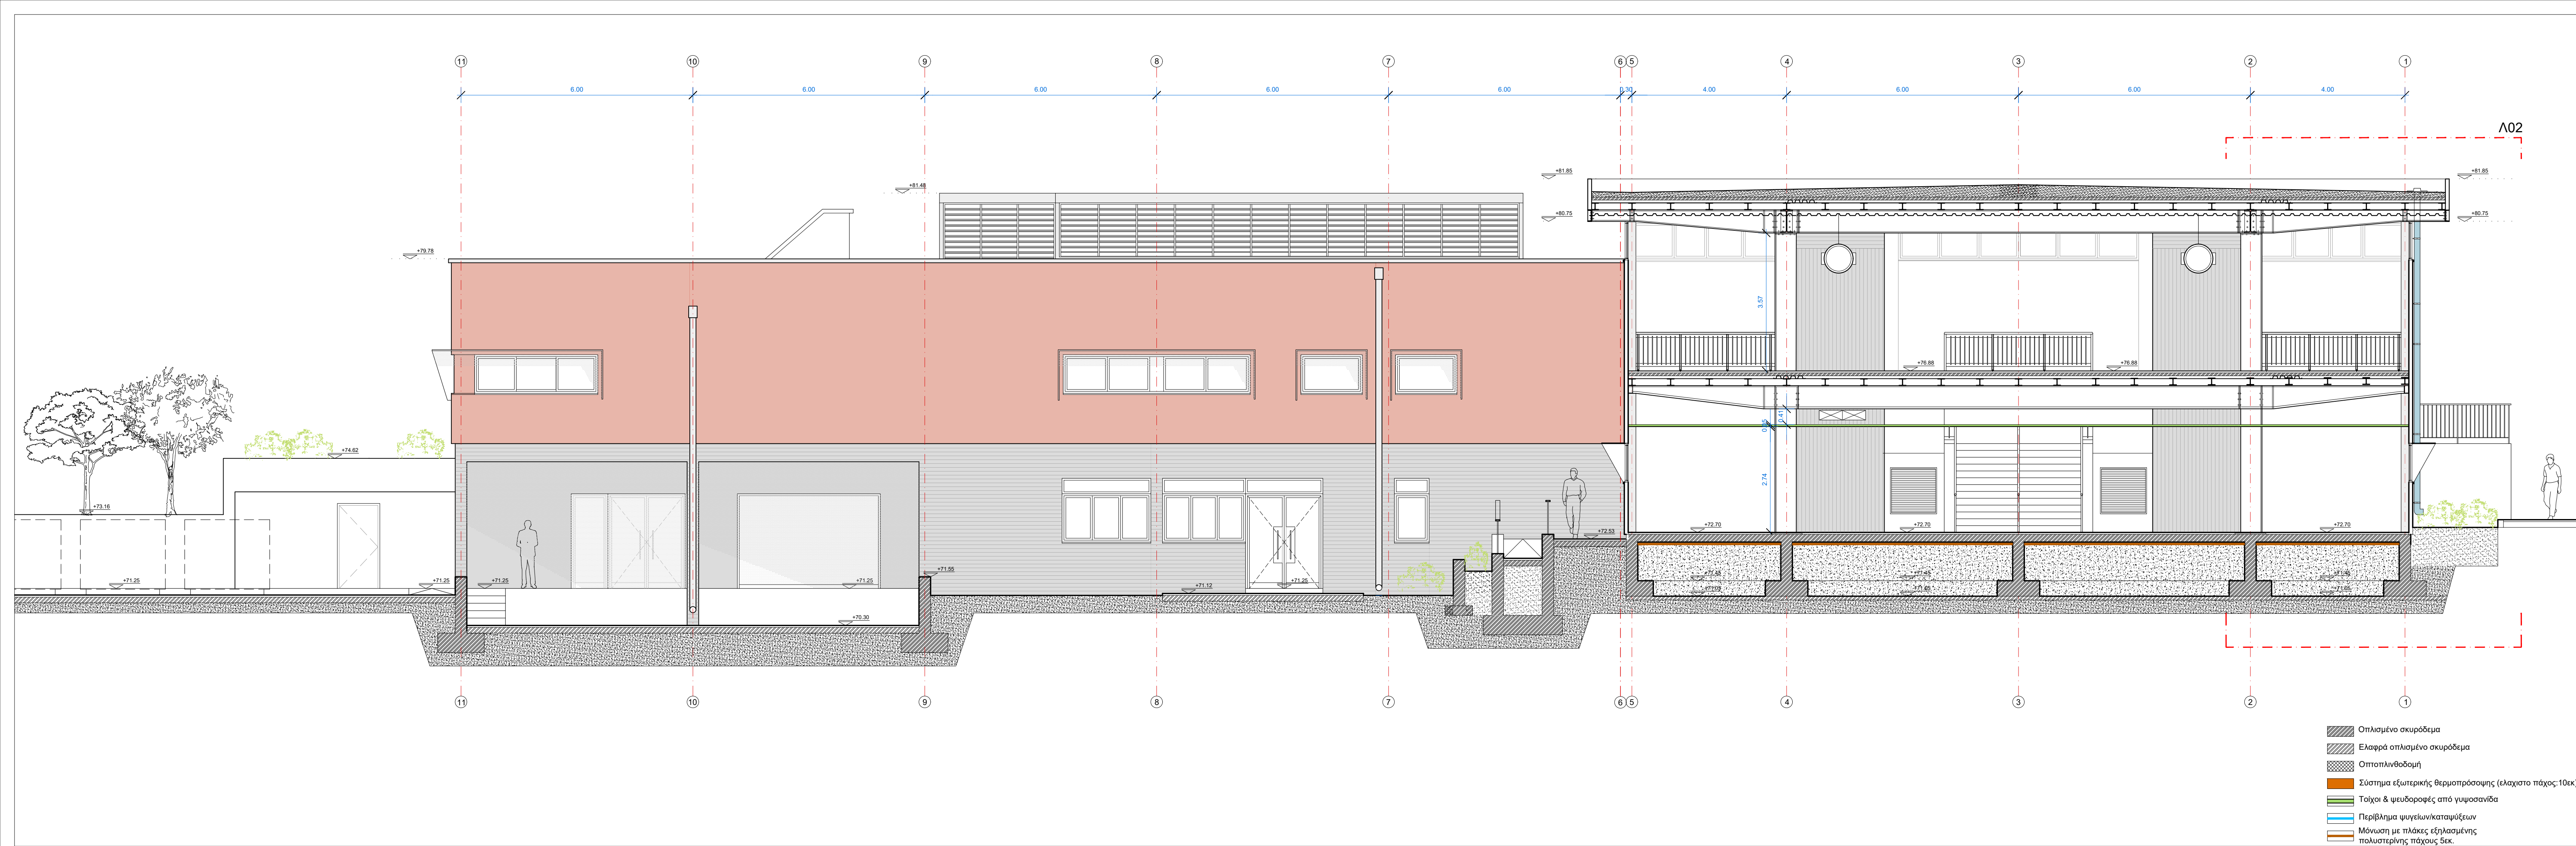 11 10 9 8 7 6 5 4 3 2 1
6.00 6.00 6.00 6.00 6.00 0.30 4.00 6.00 6.00 4.00
Λ02
+81.85 +81.85
+81.48
+80.75 +80.75
+79.78
3.57
+76.88 +76.88
0.41
+74.62
2.74
+73.16
+72.70 +72.70 +72.70
+72.53
+71.55
+71.25 +71.25 +71.25 +71.25 +71.25
+71.12
+70.30
11 10 9 8 7 6 5 4 3 2 1
Οπλισμένο σκυρόδεμα
Ελαφρά οπλισμένο σκυρόδεμα
Οπτοπλινθοδομή
Σύστημα εξωτερικής θερμοπρόσοψης (ελαχιστο πάχος:10εκ
Τοίχοι & ψευδοροφές από γυψοσανίδα
Περίβλημα ψυγείων/καταψύξεων
Μόνωση με πλάκες εξηλασμένης
πολυστερίνης πάχους 5εκ.